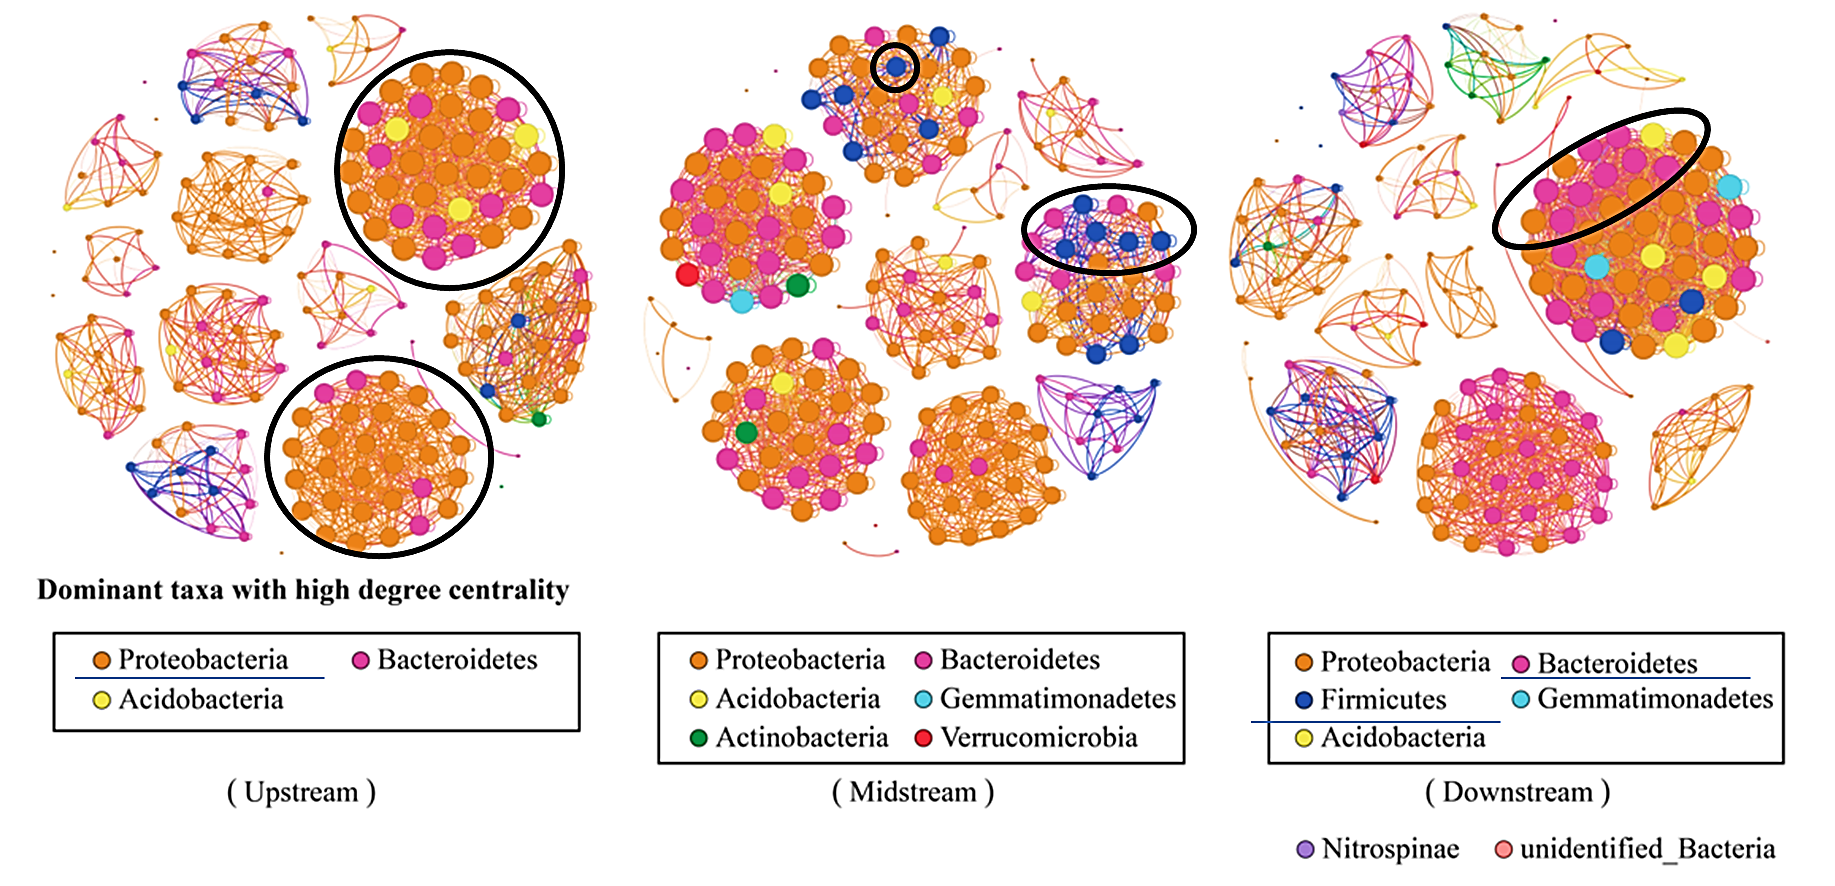 Dominant taxa with high degree centrality
Proteobacteria Bacteroidetes
Acidobacteria
( Upstream )
Proteobacteria Bacteroidetes
Acidobacteria Gemmatimonadetes
Actinobacteria Verrucomicrobia
( Midstream )
Proteobacteria Bacteroidetes
Firmicutes Gemmatimonadetes
Acidobacteria
( Downstream )
Nitrospinae unidentified_Bacteria